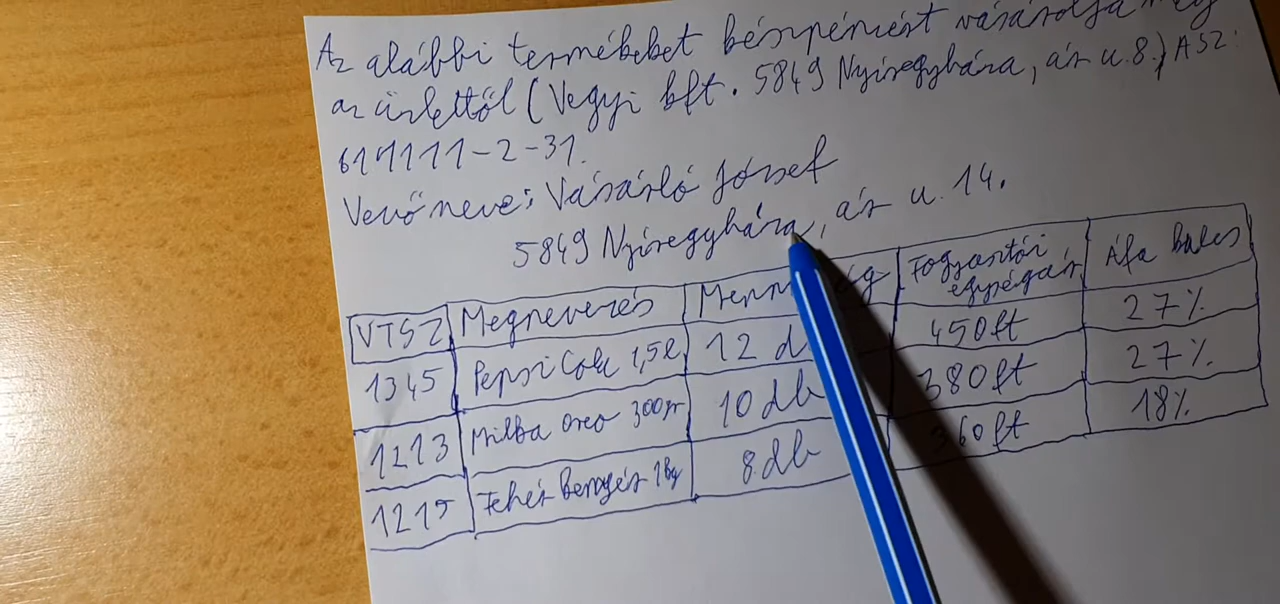 Az alábbi termékeket készpénzért vásárolja meg
az üzlettől (Vegyi kft. 5849 Nyíregyháza, ár u. 8.) ASZ:
617111-2-31.
Vevő neve: Vásárló József
5849 Nyíregyháza, ár u. 14.
VTSZ Megnevezés Fogyasztói egységár Áfa kulcs
1345 Pepsi Cola 1,5l 12 450 ft 27%
1213 Milka oreo 300gr 10 db 380 ft 27%
1215 Fehér kenyér 1kg 8 db 360 ft 18%